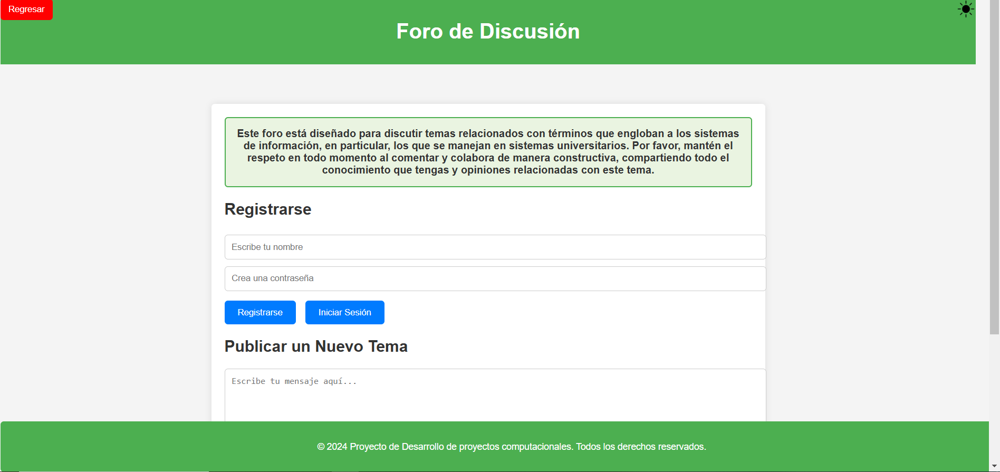 Regresar
Foro de Discusión
Este foro está diseñado para discutir temas relacionados con términos que engloban a los sistemas
de información, en particular, los que se manejan en sistemas universitarios. Por favor, mantén el
respeto en todo momento al comentar y colabora de manera constructiva, compartiendo todo el
conocimiento que tengas y opiniones relacionadas con este tema.
Registrarse
Escribe tu nombre
Crea una contraseña
Registrarse Iniciar Sesión
Publicar un Nuevo Tema
Escribe tu mensaje aquí...
© 2024 Proyecto de Desarrollo de proyectos computacionales. Todos los derechos reservados.